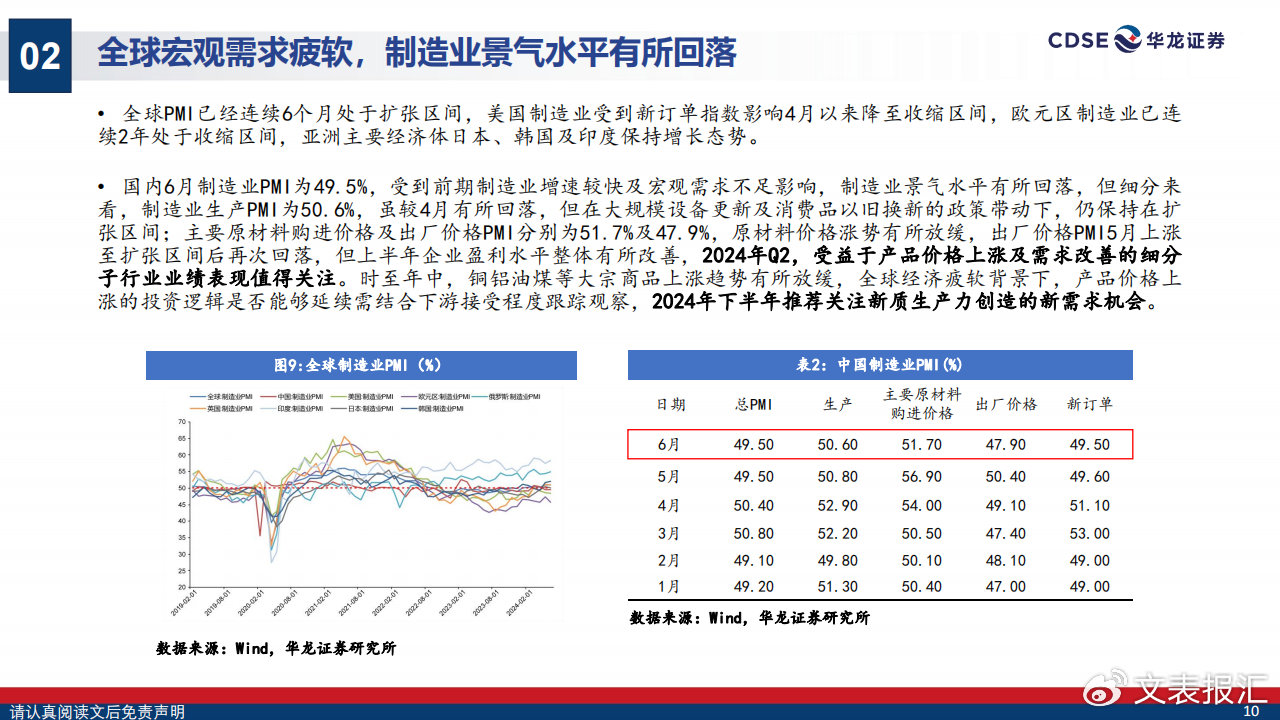 02
全球宏观需求疲软，制造业景气水平有所回落
CDSE 华龙证券
• 全球PMI已经连续6个月处于扩张区间，美国制造业受到新订单指数影响4月以来降至收缩区间，欧元区制造业已连
续2年处于收缩区间，亚洲主要经济体日本、韩国及印度保持增长态势。
• 国内6月制造业PMI为49.5%，受到前期制造业增速较快及宏观需求不足影响，制造业景气水平有所回落，但细分来
看，制造业生产PMI为50.6%，虽较4月有所回落，但在大规模设备更新及消费品以旧换新的政策带动下，仍保持在扩
张区间；主要原材料购进价格及出厂价格PMI分别为51.7%及47.9%，原材料价格涨势有所放缓，出厂价格PMI5月上涨
至扩张区间后再次回落，但上半年企业盈利水平整体有所改善，2024年Q2，受益于产品价格上涨及需求改善的细分
子行业业绩表现值得关注。时至年中，铜铝油煤等大宗商品上涨趋势有所放缓，全球经济疲软背景下，产品价格上
涨的投资逻辑是否能够延续需结合下游接受程度跟踪观察，2024年下半年推荐关注新质生产力创造的新需求机会。
图9:全球制造业PMI（%）
全球:制造业PMI 中国:制造业PMI 美国:制造业PMI 欧元区:制造业PMI 俄罗斯:制造业PMI
英国:制造业PMI 印度:制造业PMI 日本:制造业PMI 韩国:制造业PMI
70
65
60
55
50
45
40
35
30
25
20
2019-02-01 2019-08-01 2020-02-01 2020-08-01 2021-02-01 2021-08-01 2022-02-01 2022-08-01 2023-02-01 2023-08-01 2024-02-01
数据来源：Wind，华龙证券研究所
表2：中国制造业PMI(%)
日期 总PMI 生产 主要原材料购进价格 出厂价格 新订单
6月 49.50 50.60 51.70 47.90 49.50
5月 49.50 50.80 56.90 50.40 49.60
4月 50.40 52.90 54.00 49.10 51.10
3月 50.80 52.20 50.50 47.40 53.00
2月 49.10 49.80 50.10 48.10 49.00
1月 49.20 51.30 50.40 47.00 49.00
数据来源：Wind，华龙证券研究所
文表报汇
请认真阅读文后免责声明
10